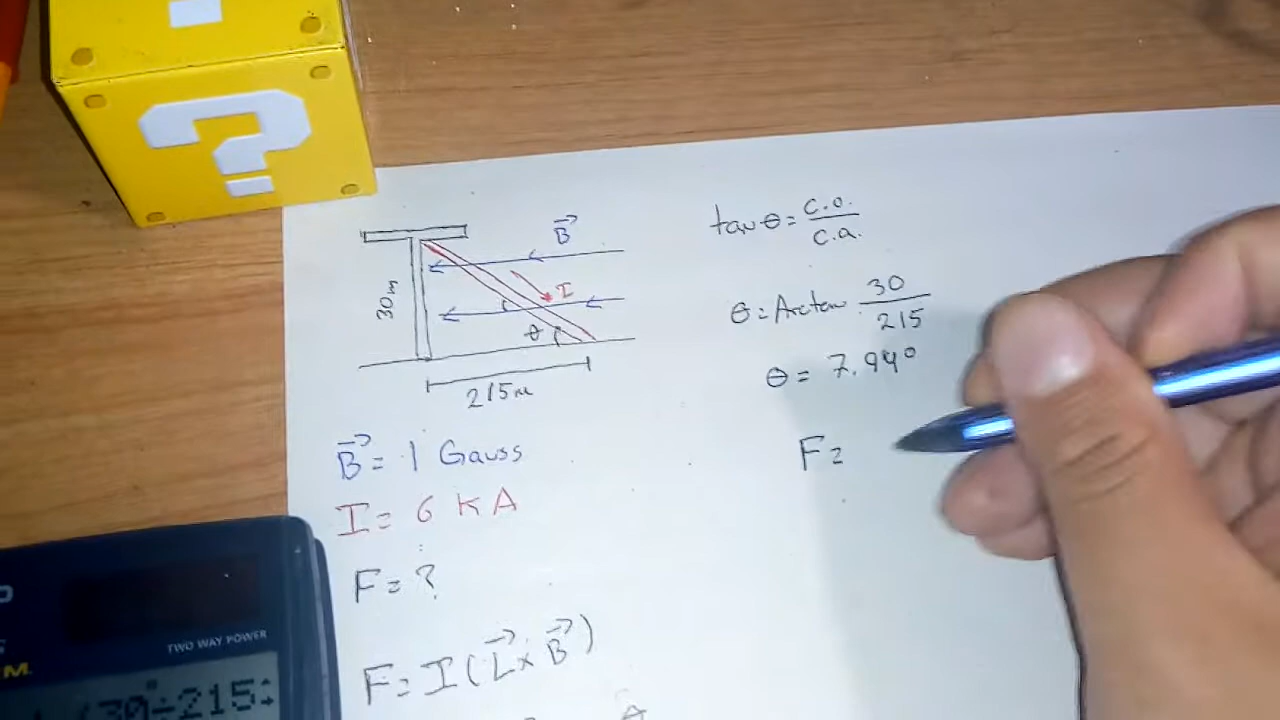 ?
30m
B
I
θ
215m
B = 1 Gauss
I = 6 KA
F = ?
F = I(L x B)
tan θ = c.o. / c.a.
θ = Arctan 30 / 215
θ = 7.94°
F =
TWO WAY POWER
M.
(30÷215